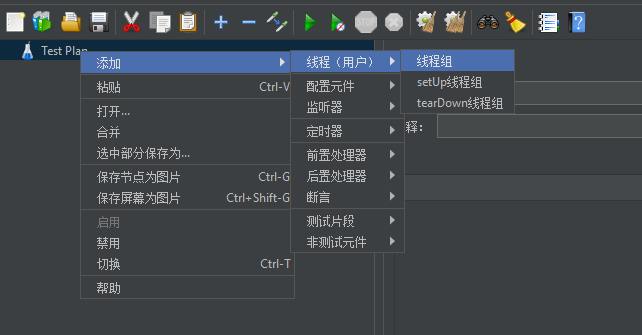 Test Plan
添加
粘贴 Ctrl-V
打开...
合并
选中部分保存为...
保存节点为图片 Ctrl-G
保存屏幕为图片 Ctrl+Shift-G
启用
禁用
切换 Ctrl-T
帮助
线程（用户）
配置元件
监听器
定时器
前置处理器
后置处理器
断言
测试片段
非测试元件
线程组
setUp线程组
tearDown线程组
释：